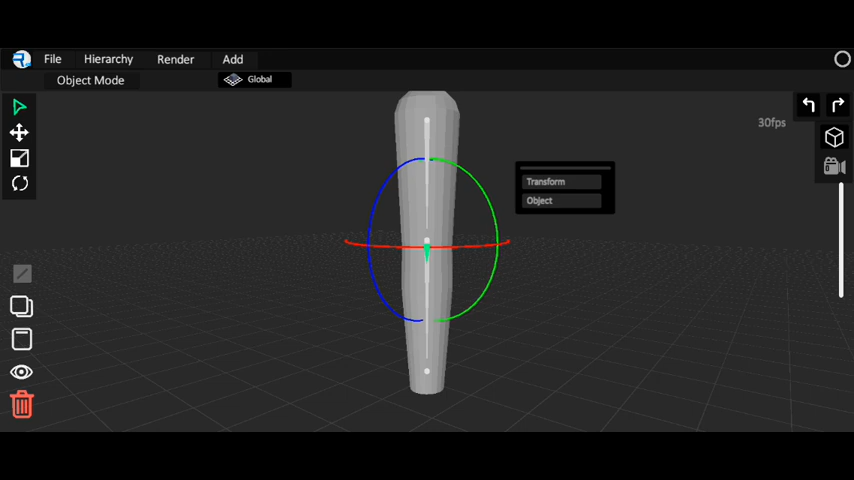 File Hierarchy Render Add
Object Mode Global
30fps
Transform
Object